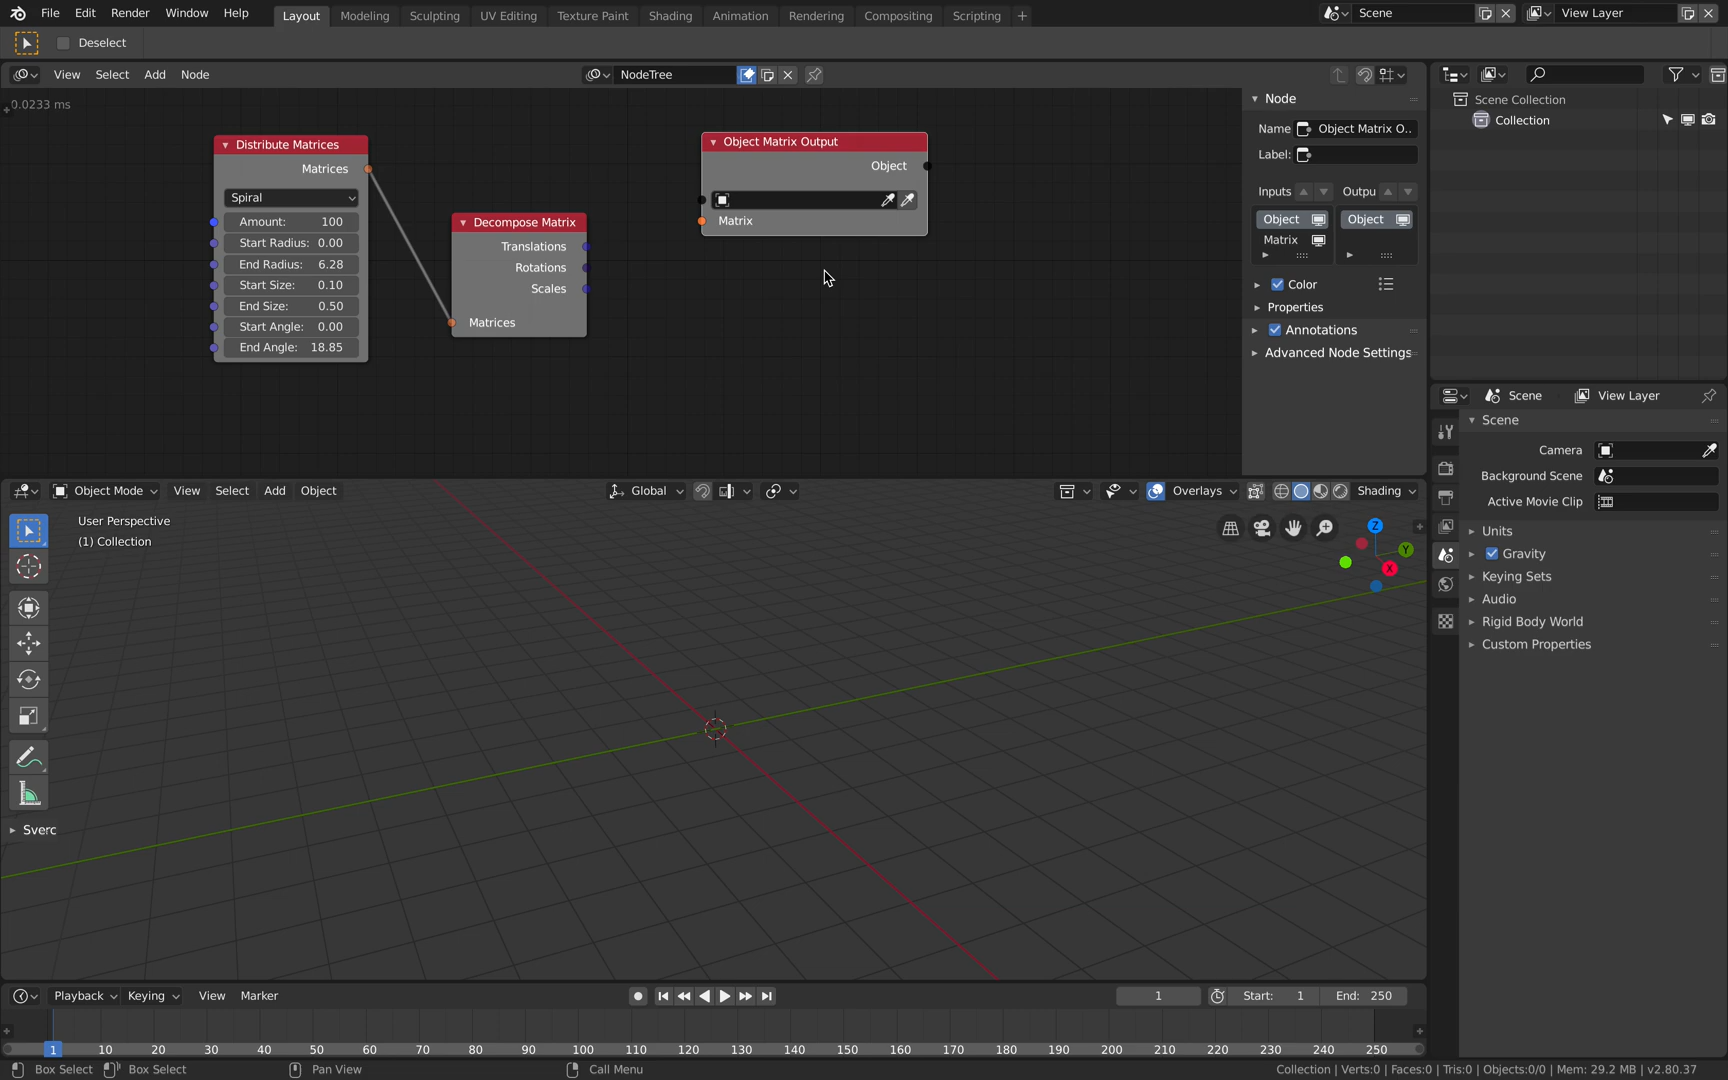 File Edit Render Window Help Layout Modeling Sculpting UV Editing Texture Paint Shading Animation Rendering Compositing Scripting + Scene View Layer
Deselect
View Select Add Node NodeTree
0.0233 ms
Distribute Matrices
Matrices
Spiral
Amount: 100
Start Radius: 0.00
End Radius: 6.28
Start Size: 0.10
End Size: 0.50
Start Angle: 0.00
End Angle: 18.85
Decompose Matrix
Translations
Rotations
Scales
Matrices
Object Matrix Output
Object
Matrix
Node
Name Object Matrix O..
Label:
Inputs Outpu
Object Object
Matrix
Color
Properties
Annotations
Advanced Node Settings
Scene Collection
Collection
Scene View Layer
Scene
Camera
Background Scene
Active Movie Clip
Units
Gravity
Keying Sets
Audio
Rigid Body World
Custom Properties
Object Mode View Select Add Object Global Overlays Shading
User Perspective
(1) Collection
Z
Y
X
Sverc
Playback Keying View Marker 1 Start: 1 End: 250
1 10 20 30 40 50 60 70 80 90 100 110 120 130 140 150 160 170 180 190 200 210 220 230 240 250
Box Select Box Select Pan View Call Menu Collection | Verts:0 | Faces:0 | Tris:0 | Objects:0/0 | Mem: 29.2 MB | v2.80.37